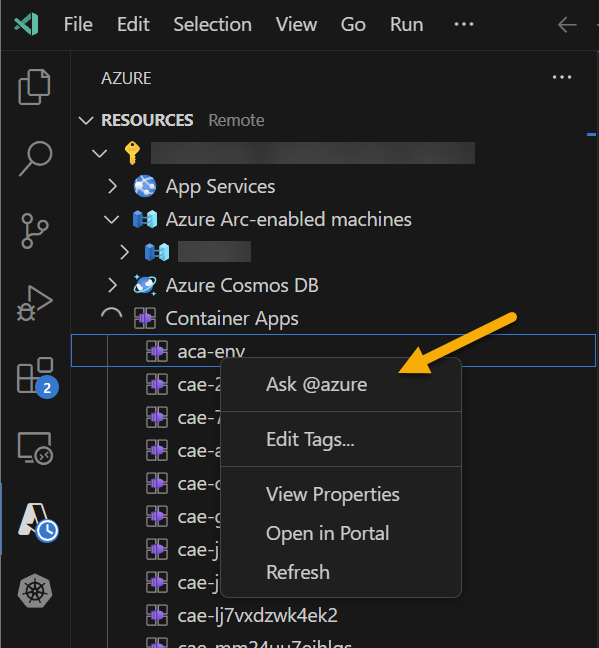 File Edit Selection View Go Run ...
AZURE ...
RESOURCES Remote
App Services
Azure Arc-enabled machines
Azure Cosmos DB
Container Apps
aca-env
Ask @azure
cae-2
cae-7
Edit Tags...
cae-a
2
cae-c
View Properties
cae-g
Open in Portal
cae-j
Refresh
cae-j
cae-lj7vxdzwk4ek2